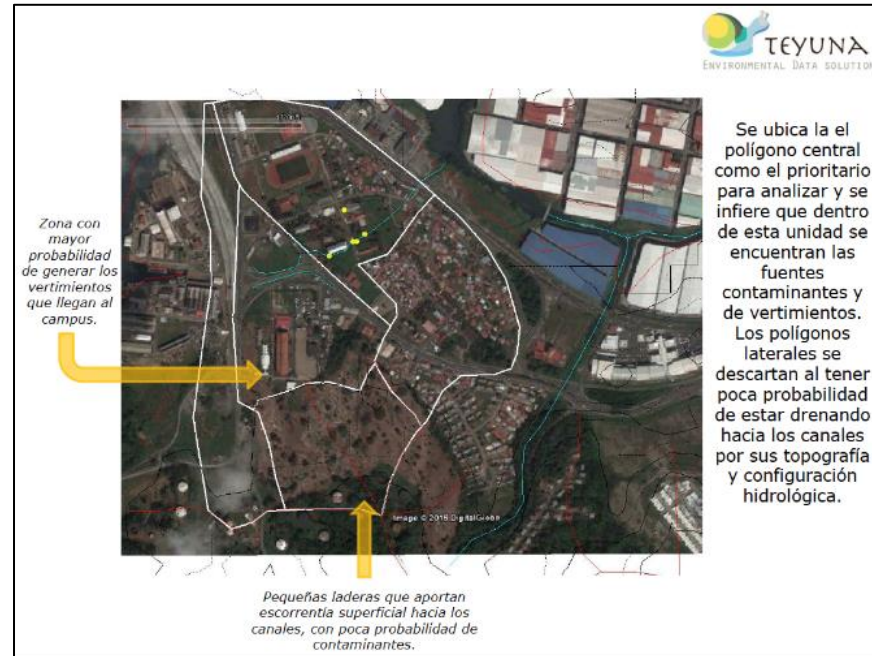 TEYUNA
ENVIRONMENTAL DATA SOLUTION
Se ubica la el
polígono central
como el prioritario
para analizar y se
infiere que dentro
de esta unidad se
encuentran las
fuentes
contaminantes y
de vertimientos.
Los polígonos
laterales se
descartan al tener
poca probabilidad
de estar drenando
hacia los canales
por sus topografía
y configuración
hidrológica.
Zona con
mayor
probabilidad
de generar los
vertimientos
que llegan al
campus.
Image © 2016 DigitalGlobe
Pequeñas laderas que aportan
escorrentía superficial hacia los
canales, con poca probabilidad de
contaminantes.